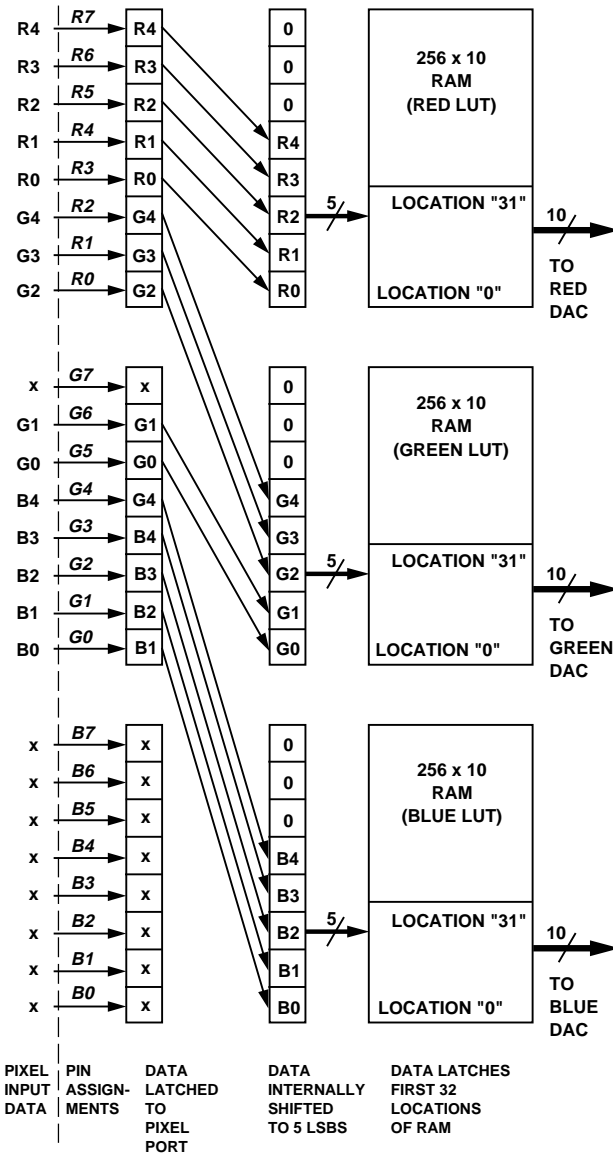 R4 R7 R4 0
R3 R6 R3 0
R2 R5 R2 0
R1 R4 R1 R4
R0 R3 R0 R3
G4 R2 G4 R2
G3 R1 G3 R1
G2 R0 G2 R0
5
256 x 10
RAM
(RED LUT)
LOCATION "31"
LOCATION "0"
10
TO
RED
DAC
x G7 x 0
G1 G6 G1 0
G0 G5 G0 0
B4 G4 G4 G4
B3 G3 B4 G3
B2 G2 B3 G2
B1 G1 B2 G1
B0 G0 B1 G0
5
256 x 10
RAM
(GREEN LUT)
LOCATION "31"
LOCATION "0"
10
TO
GREEN
DAC
x B7 x 0
x B6 x 0
x B5 x 0
x B4 x B4
x B3 x B3
x B2 x B2
x B1 x B1
x B0 x B0
5
256 x 10
RAM
(BLUE LUT)
LOCATION "31"
LOCATION "0"
10
TO
BLUE
DAC
PIXEL
INPUT
DATA
PIN
ASSIGN-
MENTS
DATA
LATCHED
TO
PIXEL
PORT
DATA
INTERNALLY
SHIFTED
TO 5 LSBS
DATA LATCHES
FIRST 32
LOCATIONS
OF RAM